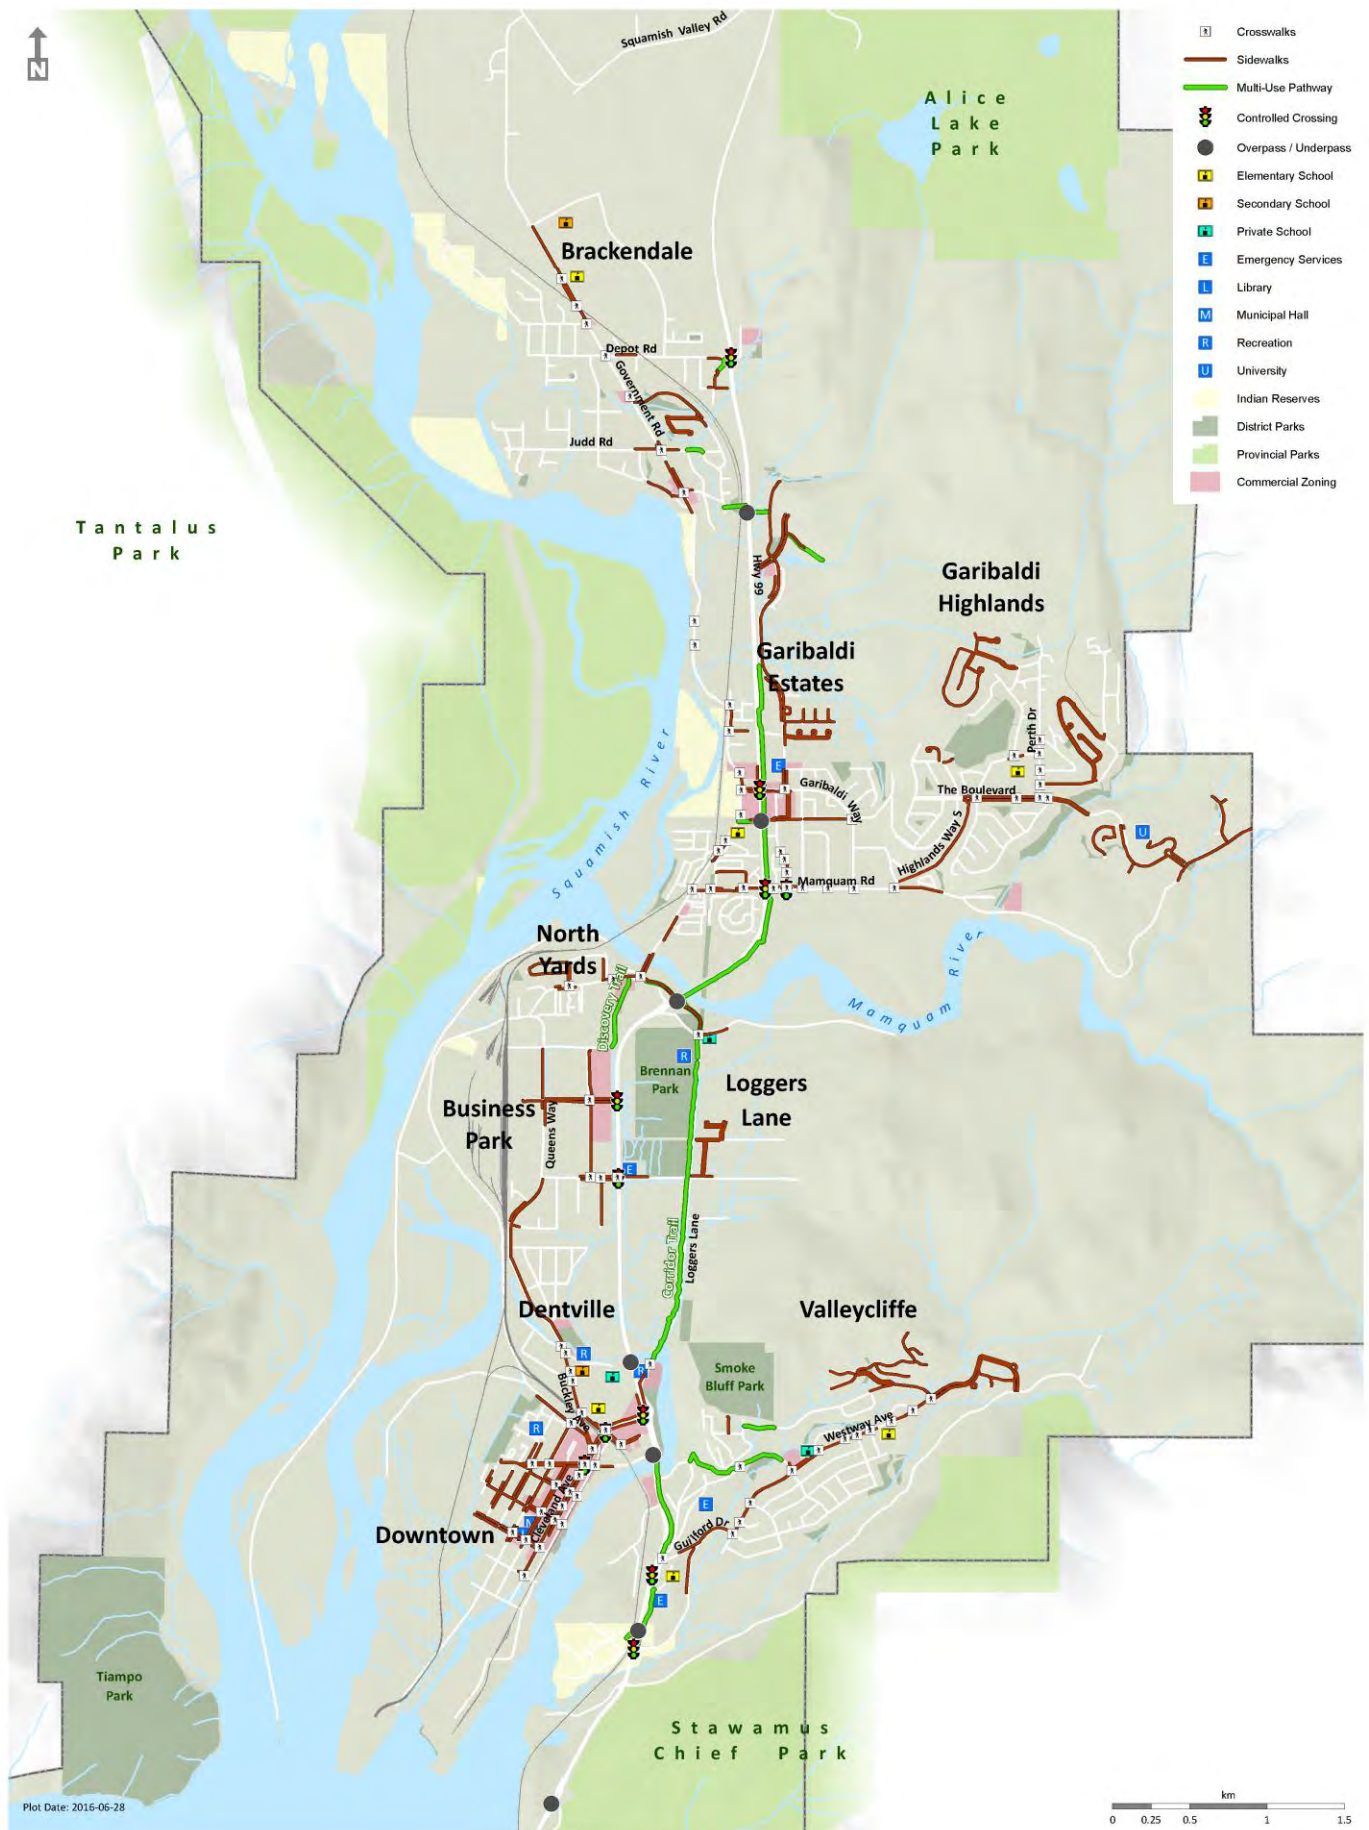 N
Squamish Valley Rd
Alice
Lake
Park
Crosswalks
Sidewalks
Multi-Use Pathway
Controlled Crossing
Overpass / Underpass
Elementary School
Secondary School
Private School
E Emergency Services
L Library
M Municipal Hall
R Recreation
U University
Indian Reserves
District Parks
Provincial Parks
Commercial Zoning
Brackendale
Depot Rd
Government Rd
Judd Rd
Tantalus
Park
Hwy 99
Garibaldi
Highlands
Garibaldi
Estates
Perth Dr
E
Garibaldi Way
The Boulevard
Highlands Way S
U
Squamish River
Mamquam Rd
North
Yards
Discovery Trail
Mamquam River
R
Brennan
Park
Loggers
Lane
Business
Park
Queens Way
E
Corridor Trail
Loggers Lane
Dentville
Valleycliffe
R
R
Smoke
Bluff Park
Buckley Ave
R
Westway Ave
Cleveland Ave
E
Downtown
Guilford Dr
E
Tiampo
Park
Stawamus
Chief Park
Plot Date: 2016-06-28
km
0 0.25 0.5 1 1.5